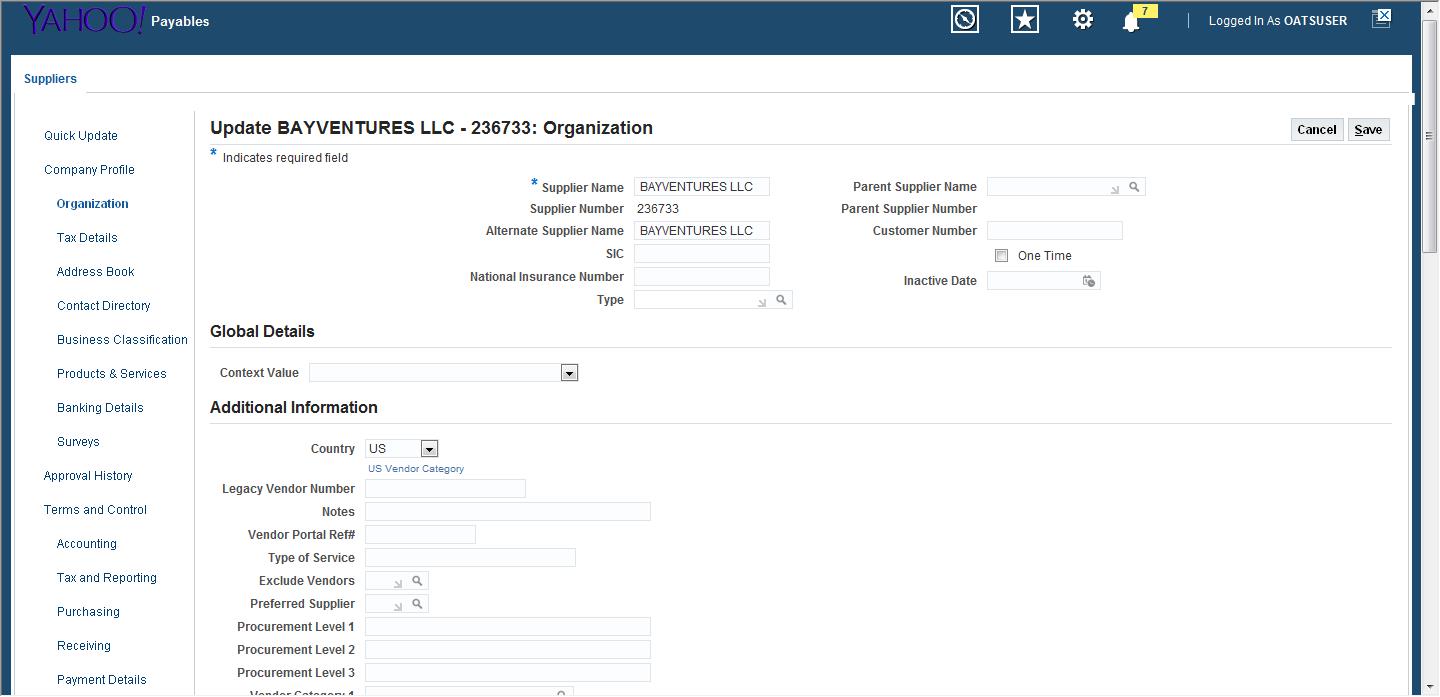 YAHOO! Payables
7
Logged In As OATSUSER
Suppliers
Quick Update
Company Profile
Organization
Tax Details
Address Book
Contact Directory
Business Classification
Products & Services
Banking Details
Surveys
Approval History
Terms and Control
Accounting
Tax and Reporting
Purchasing
Receiving
Payment Details
Update BAYVENTURES LLC - 236733: Organization
Cancel
Save
* Indicates required field
* Supplier Name BAYVENTURES LLC
Supplier Number 236733
Alternate Supplier Name BAYVENTURES LLC
SIC
National Insurance Number
Type
Parent Supplier Name
Parent Supplier Number
Customer Number
One Time
Inactive Date
Global Details
Context Value
Additional Information
Country US
US Vendor Category
Legacy Vendor Number
Notes
Vendor Portal Ref#
Type of Service
Exclude Vendors
Preferred Supplier
Procurement Level 1
Procurement Level 2
Procurement Level 3
Vendor Category 1